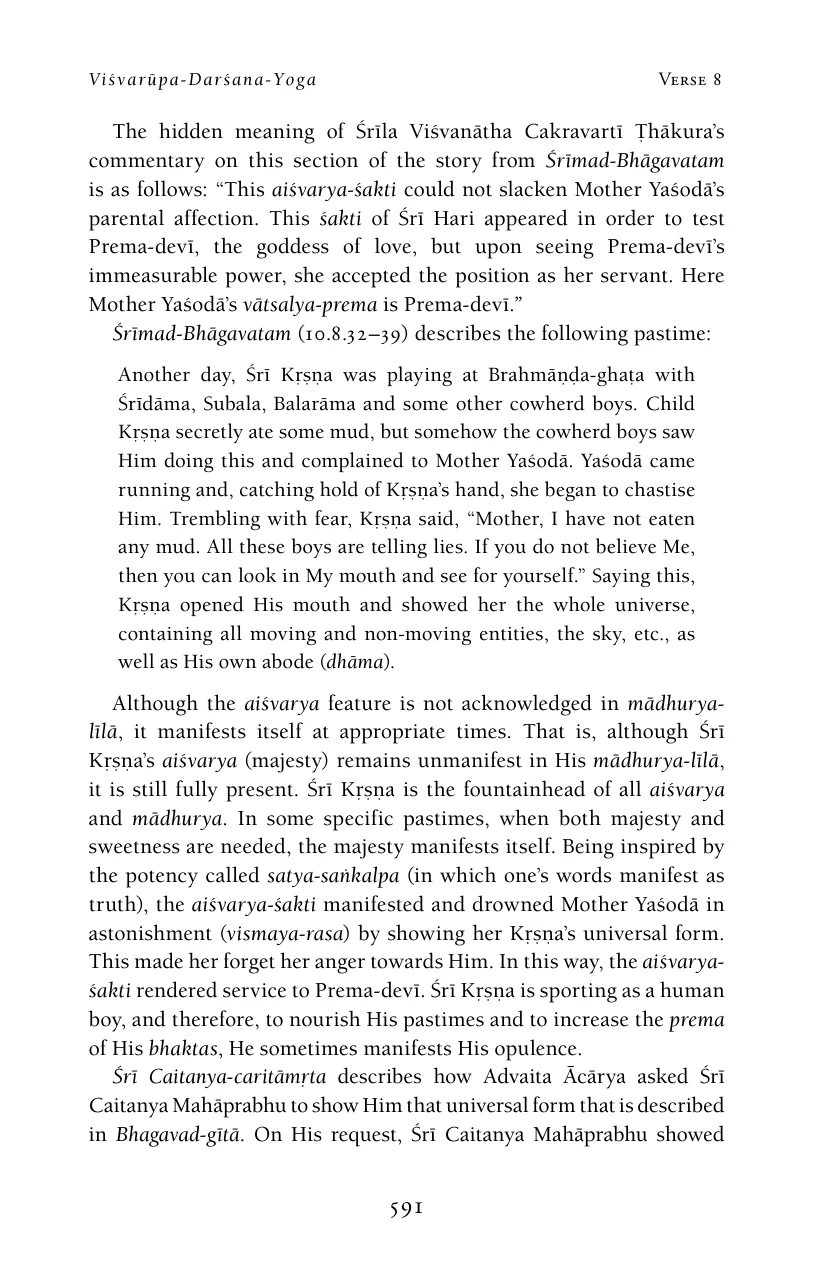 Viśvarūpa-Darśana-Yoga Verse 8
The hidden meaning of Śrīla Viśvanātha Cakravartī Ṭhākura’s
commentary on this section of the story from Śrīmad-Bhāgavatam
is as follows: “This aiśvarya-śakti could not slacken Mother Yaśodā’s
parental affection. This śakti of Śrī Hari appeared in order to test
Prema-devī, the goddess of love, but upon seeing Prema-devī’s
immeasurable power, she accepted the position as her servant. Here
Mother Yaśodā’s vātsalya-prema is Prema-devī.”
Śrīmad-Bhāgavatam (10.8.32–39) describes the following pastime:
Another day, Śrī Kṛṣṇa was playing at Brahmāṇḍa-ghaṭa with
Śrīdāma, Subala, Balarāma and some other cowherd boys. Child
Kṛṣṇa secretly ate some mud, but somehow the cowherd boys saw
Him doing this and complained to Mother Yaśodā. Yaśodā came
running and, catching hold of Kṛṣṇa’s hand, she began to chastise
Him. Trembling with fear, Kṛṣṇa said, “Mother, I have not eaten
any mud. All these boys are telling lies. If you do not believe Me,
then you can look in My mouth and see for yourself.” Saying this,
Kṛṣṇa opened His mouth and showed her the whole universe,
containing all moving and non-moving entities, the sky, etc., as
well as His own abode (dhāma).
Although the aiśvarya feature is not acknowledged in mādhurya-
līlā, it manifests itself at appropriate times. That is, although Śrī
Kṛṣṇa’s aiśvarya (majesty) remains unmanifest in His mādhurya-līlā,
it is still fully present. Śrī Kṛṣṇa is the fountainhead of all aiśvarya
and mādhurya. In some specific pastimes, when both majesty and
sweetness are needed, the majesty manifests itself. Being inspired by
the potency called satya-saṅkalpa (in which one’s words manifest as
truth), the aiśvarya-śakti manifested and drowned Mother Yaśodā in
astonishment (vismaya-rasa) by showing her Kṛṣṇa’s universal form.
This made her forget her anger towards Him. In this way, the aiśvarya-
śakti rendered service to Prema-devī. Śrī Kṛṣṇa is sporting as a human
boy, and therefore, to nourish His pastimes and to increase the prema
of His bhaktas, He sometimes manifests His opulence.
Śrī Caitanya-caritāmṛta describes how Advaita Ācārya asked Śrī
Caitanya Mahāprabhu to show Him that universal form that is described
in Bhagavad-gītā. On His request, Śrī Caitanya Mahāprabhu showed
591